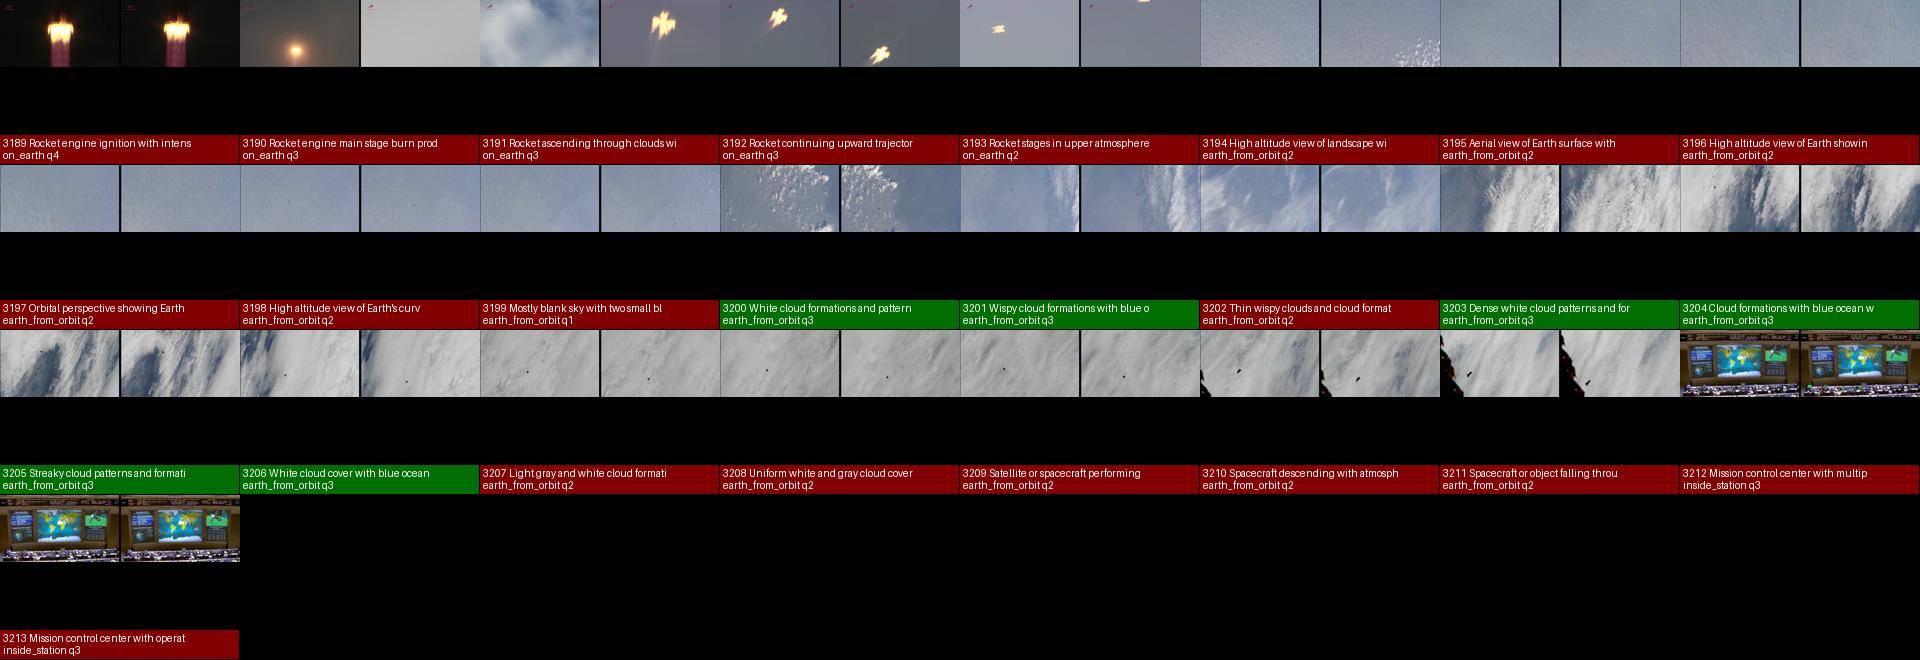 3189 Rocket engine ignition with intens
on_earth q4
3190 Rocket engine main stage burn prod
on_earth q3
3191 Rocket ascending through clouds wi
on_earth q3
3192 Rocket continuing upward trajector
on_earth q3
3193 Rocket stages in upper atmosphere
on_earth q2
3194 High altitude view of landscape wi
earth_from_orbit q2
3195 Aerial view of Earth surface with
earth_from_orbit q2
3196 High altitude view of Earth showin
earth_from_orbit q2
3197 Orbital perspective showing Earth
earth_from_orbit q2
3198 High altitude view of Earth's curv
earth_from_orbit q2
3199 Mostly blank sky with two small bl
earth_from_orbit q1
3200 White cloud formations and pattern
earth_from_orbit q3
3201 Wispy cloud formations with blue o
earth_from_orbit q3
3202 Thin wispy clouds and cloud format
earth_from_orbit q2
3203 Dense white cloud patterns and for
earth_from_orbit q3
3204 Cloud formations with blue ocean w
earth_from_orbit q3
3205 Streaky cloud patterns and formati
earth_from_orbit q3
3206 White cloud cover with blue ocean
earth_from_orbit q3
3207 Light gray and white cloud formati
earth_from_orbit q2
3208 Uniform white and gray cloud cover
earth_from_orbit q2
3209 Satellite or spacecraft performing
earth_from_orbit q2
3210 Spacecraft descending with atmosph
earth_from_orbit q2
3211 Spacecraft or object falling throu
earth_from_orbit q2
3212 Mission control center with multip
inside_station q3
3213 Mission control center with operat
inside_station q3